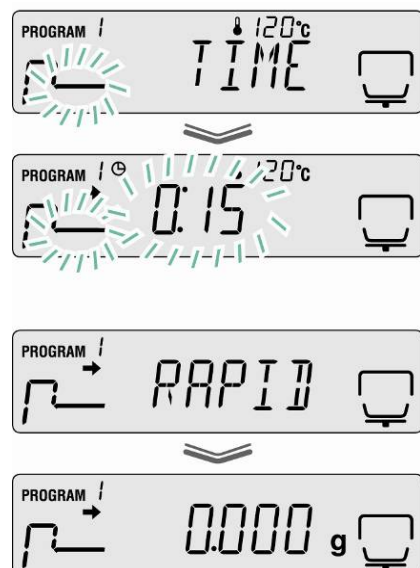 PROGRAM 1 120°C
TIME
PROGRAM 1 120°C
0:15
PROGRAM 1
RAPID
PROGRAM 1
0.000 g